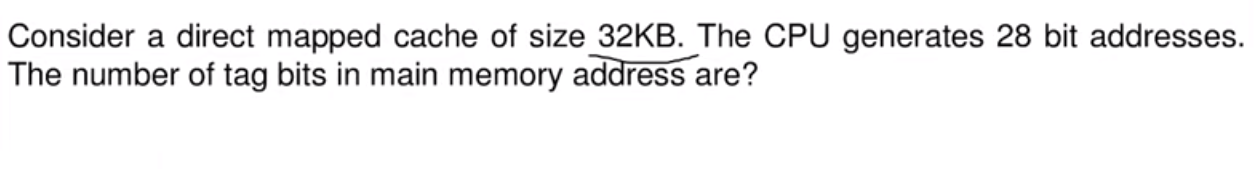 Consider a direct mapped cache of size 32KB. The CPU generates 28 bit addresses.
The number of tag bits in main memory address are?